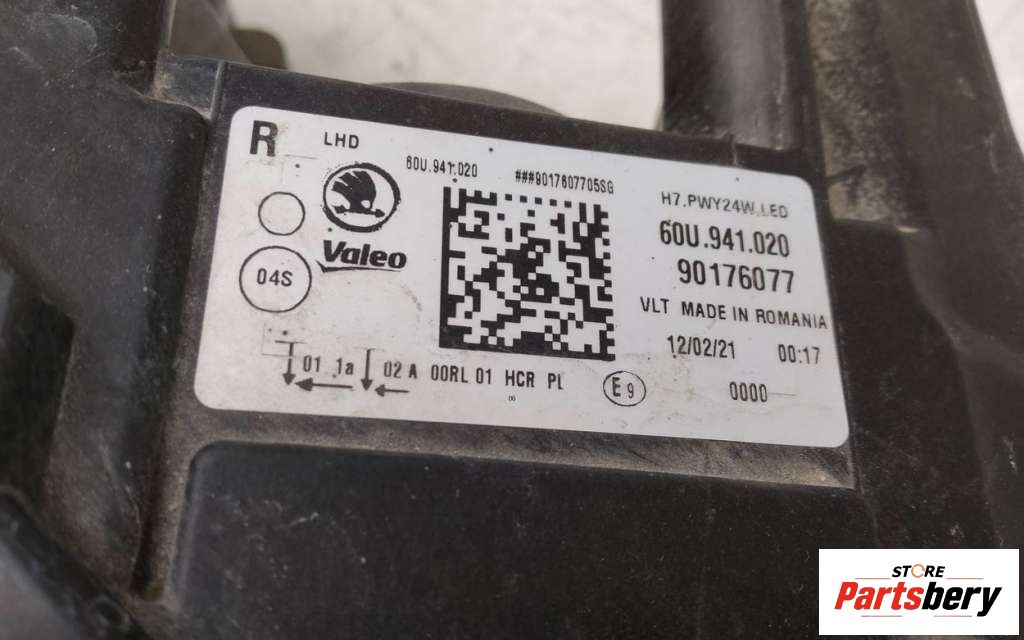 R
LHD
60U.941.020
###9017607705SG
H7.PWY24W.LED
60U.941.020
90176077
Valeo
04S
VLT MADE IN ROMANIA
12/02/21 00:17
01 1a 02 A 00RL 01 HCR PL E9 0000
STORE
Partsbery